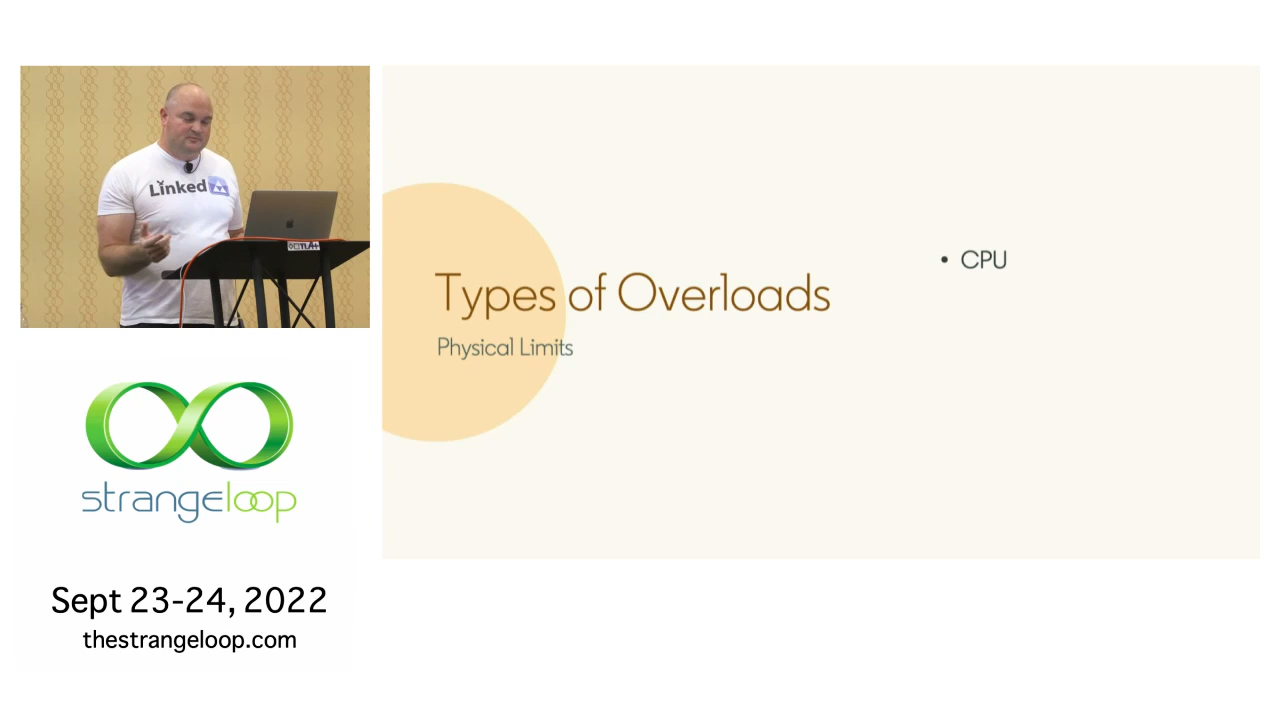 Linked
Types of Overloads
Physical Limits
• CPU
strangeloop
Sept 23-24, 2022
thestrangeloop.com